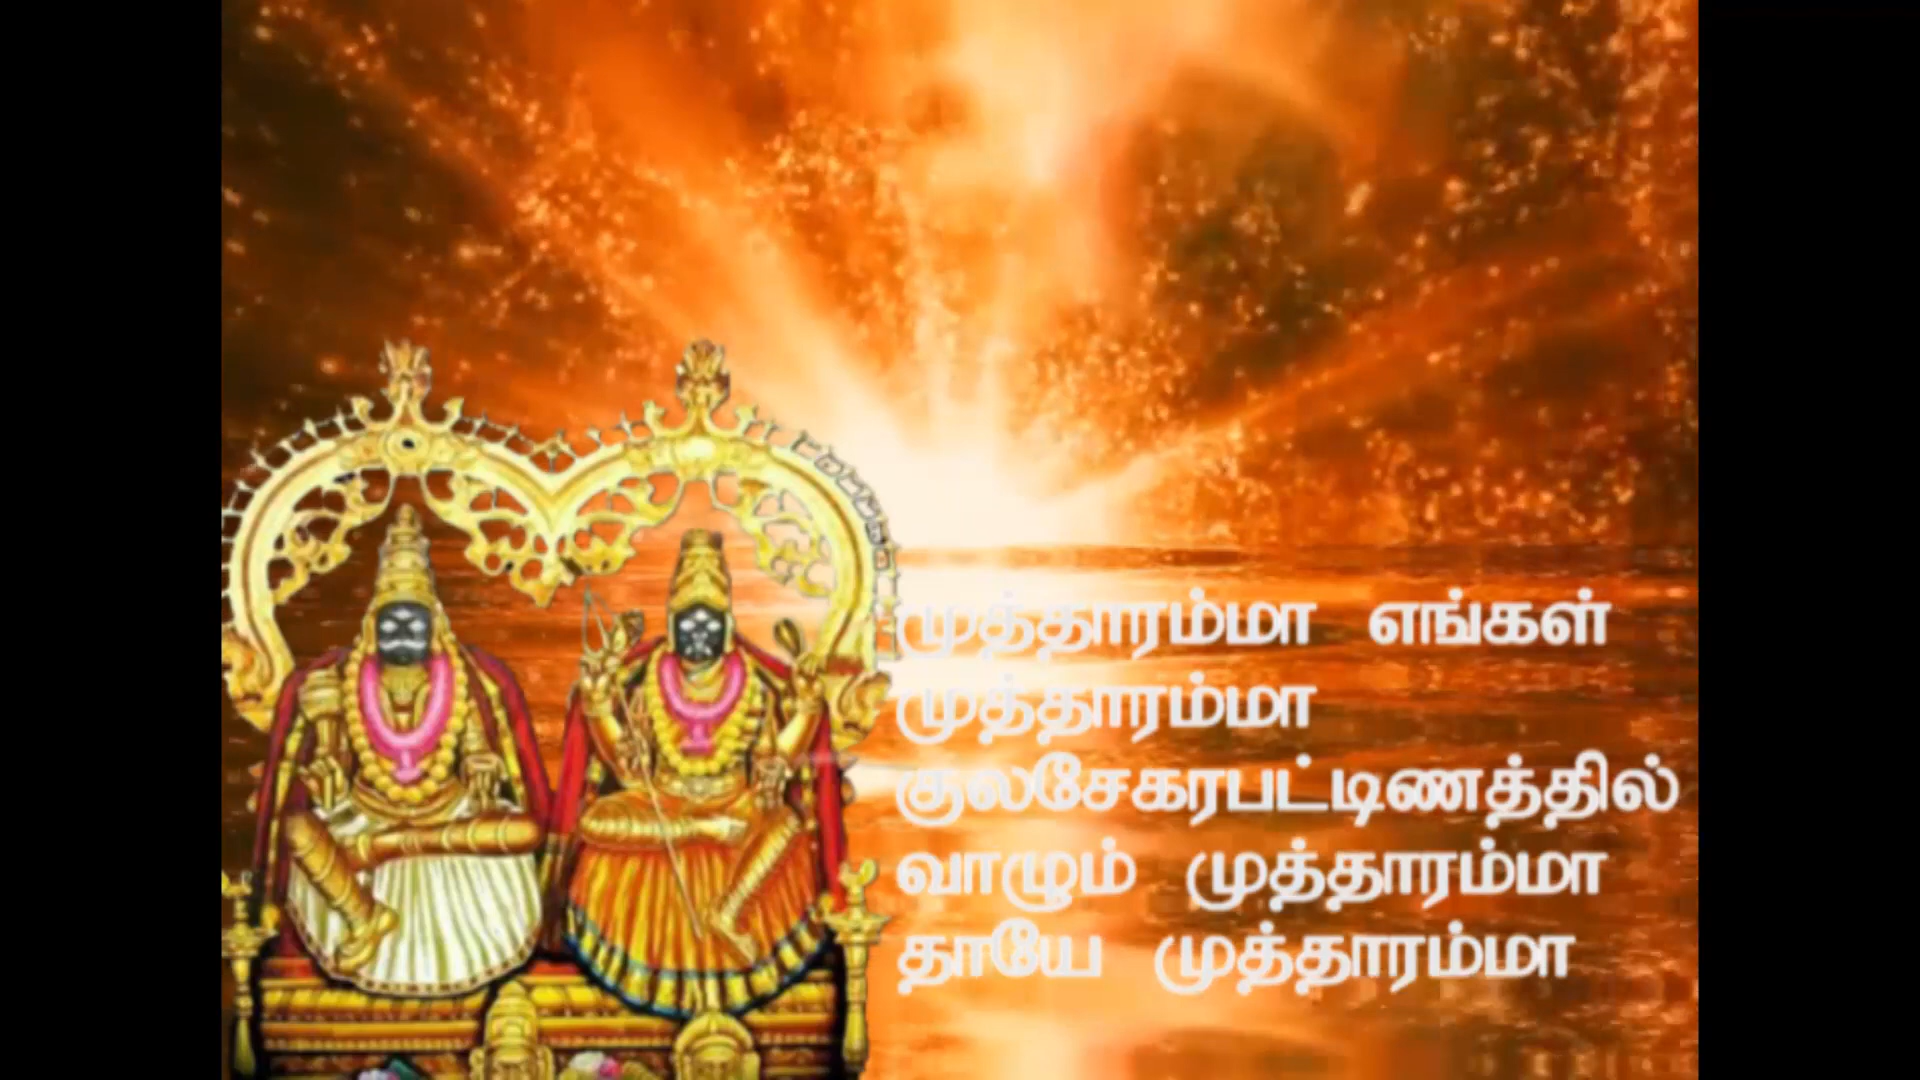 முத்தாரம்மா எங்கள்
முத்தாரம்மா
குலசேகரபட்டிணத்தில்
வாழும் முத்தாரம்மா
தாயே முத்தாரம்மா